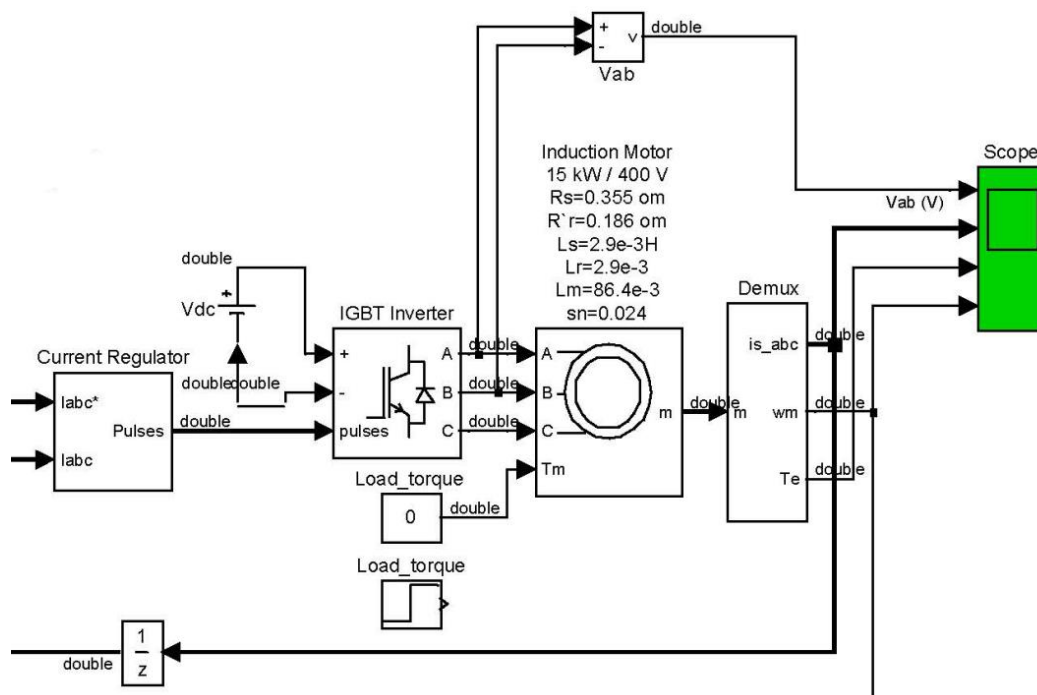 +
-
v
double
Vab
Induction Motor
15 kW / 400 V
Rs=0.355 om
R`r=0.186 om
Ls=2.9e-3H
Lr=2.9e-3
Lm=86.4e-3
sn=0.024
Scope
Vab (V)
double
+
Vdc
IGBT Inverter
Demux
Current Regulator
+
A
double
A
is_abc
double
double
double
-
B
double
B
m
double
m
wm
double
Iabc*
Pulses
double
pulses
C
double
C
Iabc
Load_torque
Tm
Te
double
0
double
Load_torque
1
z
double